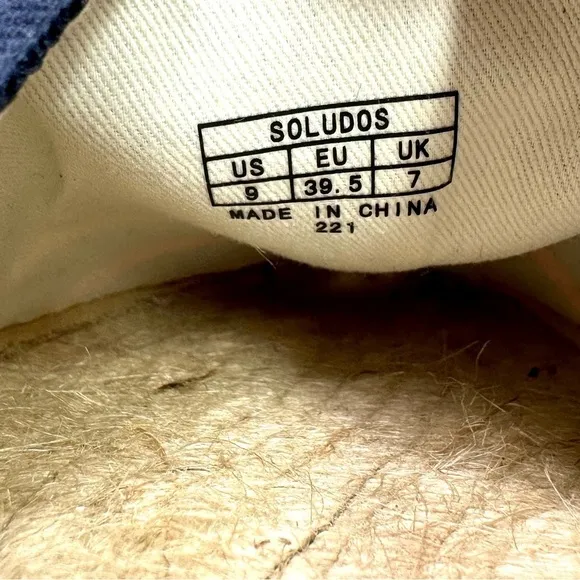 SOLUDOS
US EU UK
9 39.5 7
MADE IN CHINA
221